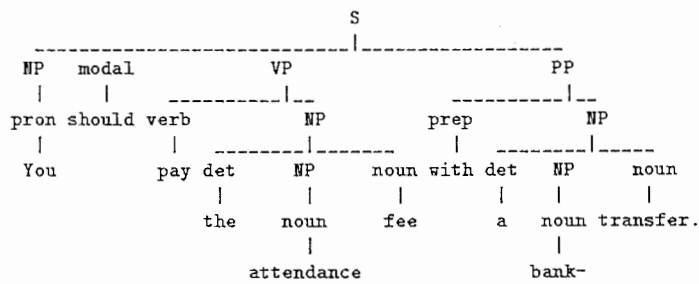 S
NP modal VP PP
pron should verb NP prep NP
You pay det NP noun with det NP noun
the noun fee a noun transfer.
attendance bank-